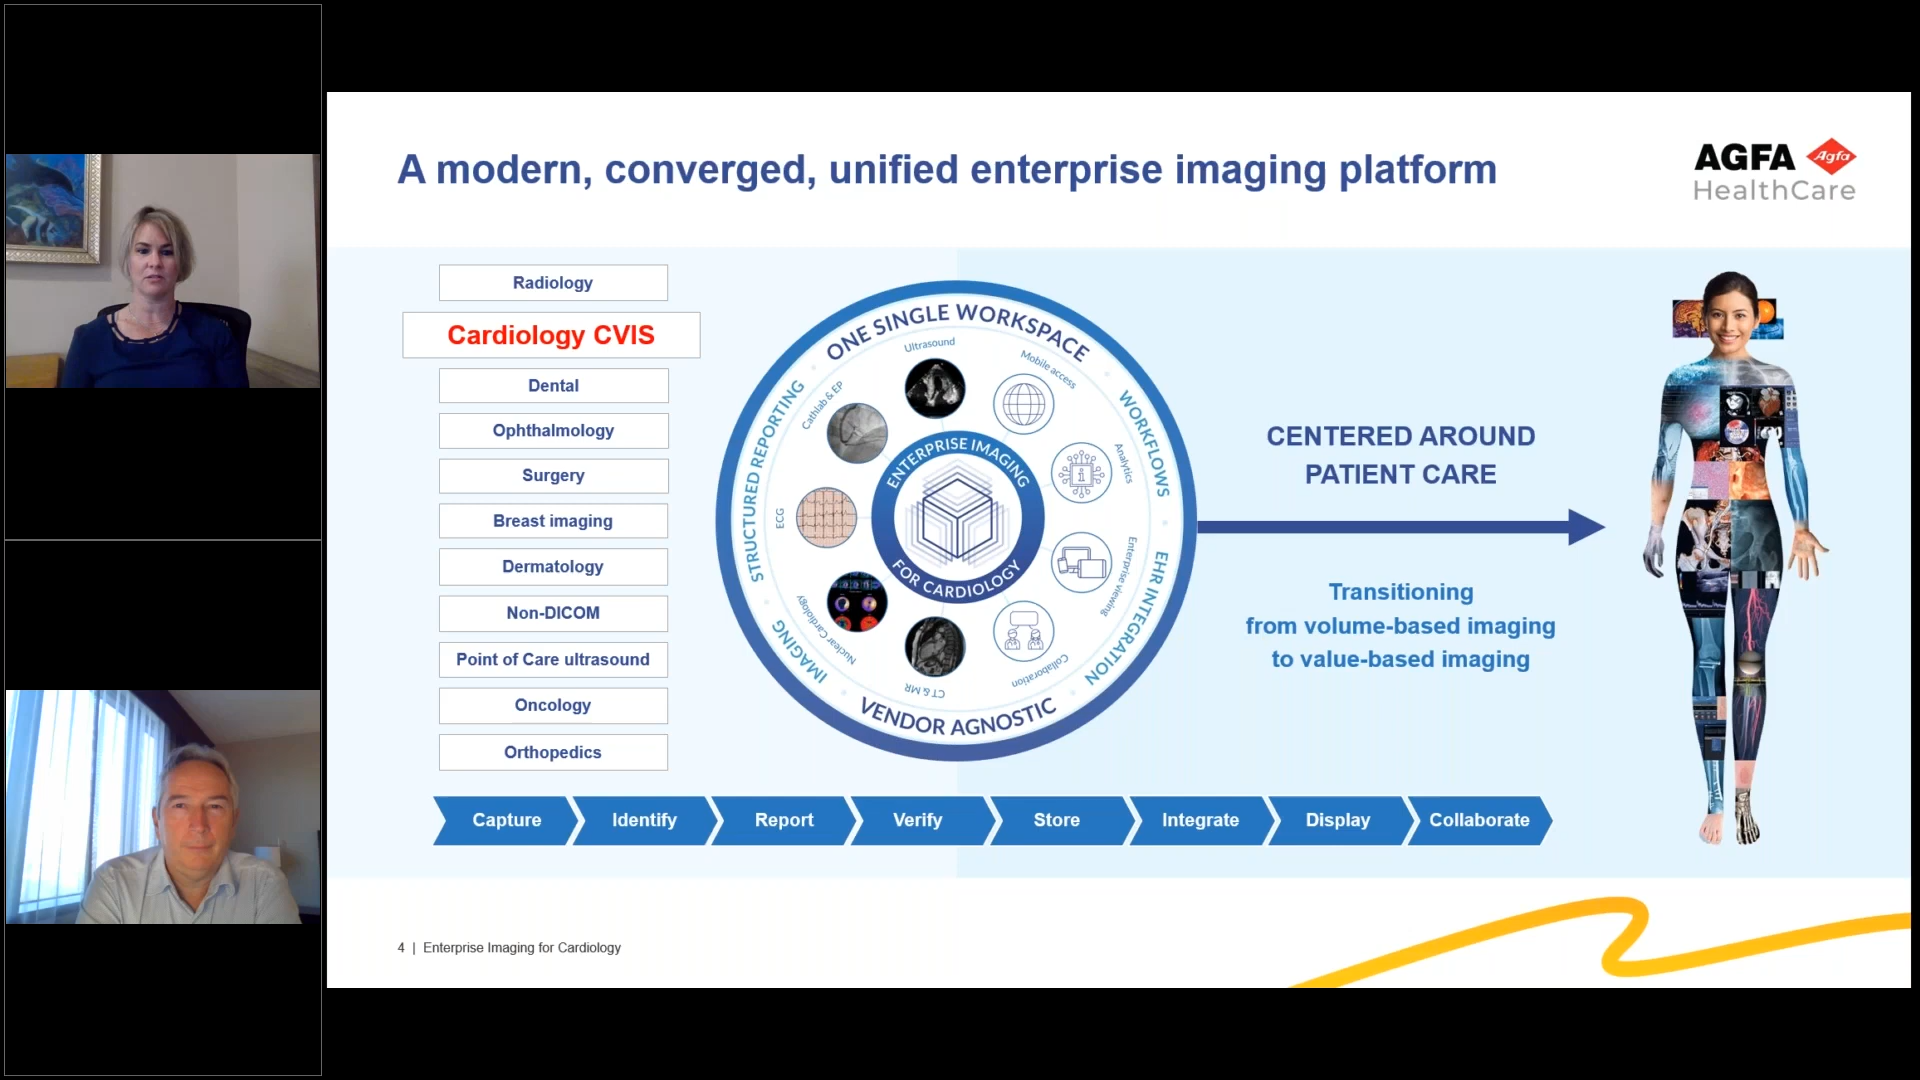 A modern, converged, unified enterprise imaging platform
AGFA Agfa
HealthCare
Radiology
Cardiology CVIS
Dental
Ophthalmology
Surgery
Breast imaging
Dermatology
Non-DICOM
Point of Care ultrasound
Oncology
Orthopedics
ONE SINGLE WORKSPACE
WORKFLOWS
EHR INTEGRATION
VENDOR AGNOSTIC
IMAGING
STRUCTURED REPORTING
Ultrasound
Mobile access
Analytics
Enterprise viewing
Collaboration
CT & MR
Nuclear Cardiology
ECG
Cathlab & EP
ENTERPRISE IMAGING
FOR CARDIOLOGY
CENTERED AROUND
PATIENT CARE
Transitioning
from volume-based imaging
to value-based imaging
Capture
Identify
Report
Verify
Store
Integrate
Display
Collaborate
4 | Enterprise Imaging for Cardiology